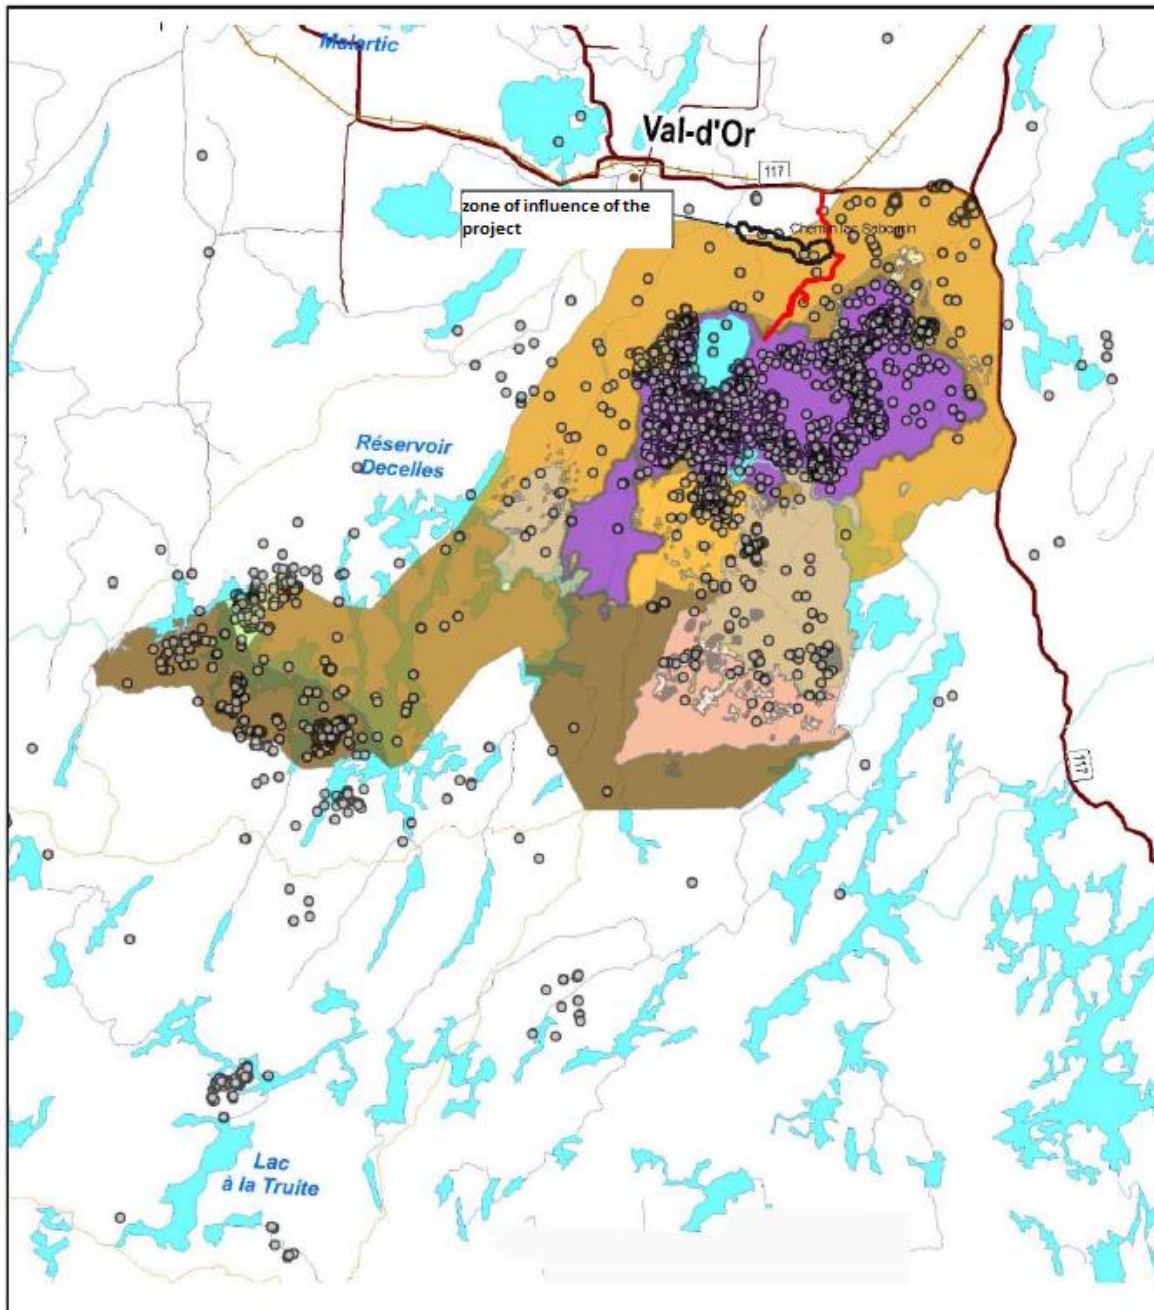 Malartic
Val-d'Or
117
zone of influence of the
project
Chemin lac Sabourin
Réservoir
Decelles
117
Lac
à la Truite